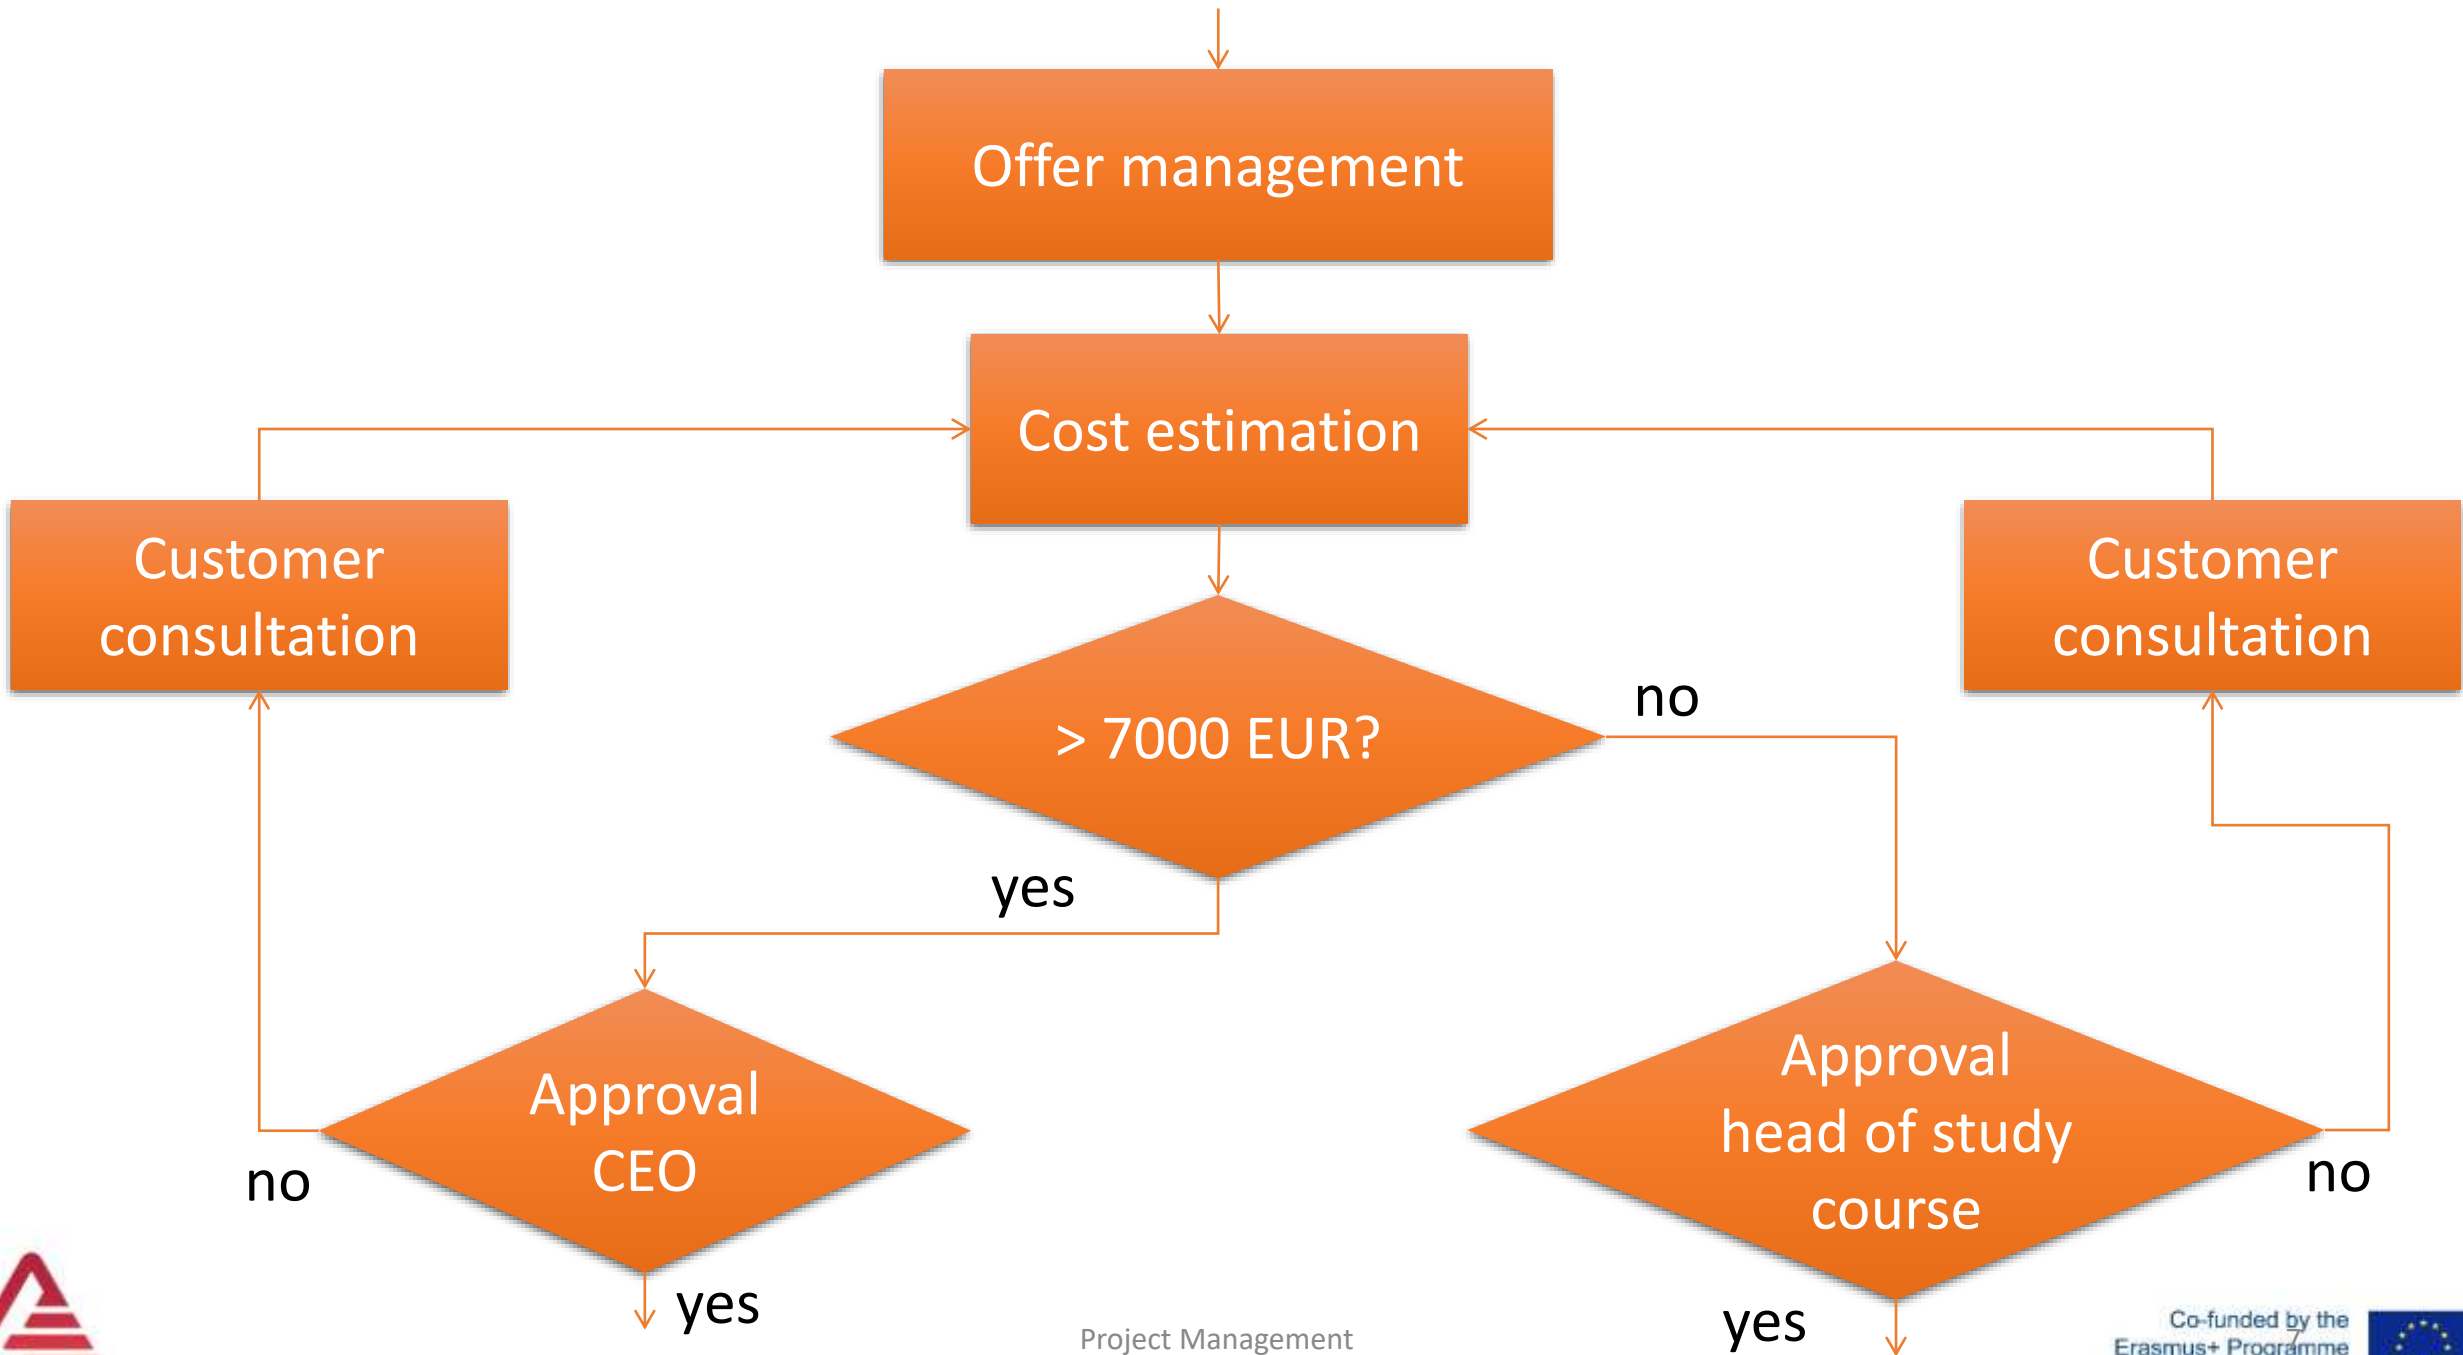 Offer management
Cost estimation
Customer
consultation
Customer
consultation
> 7000 EUR?
no
yes
Approval
CEO
no
yes
Approval
head of study
course
no
yes
Project Management
7
Co-funded by the
Erasmus+ Programme